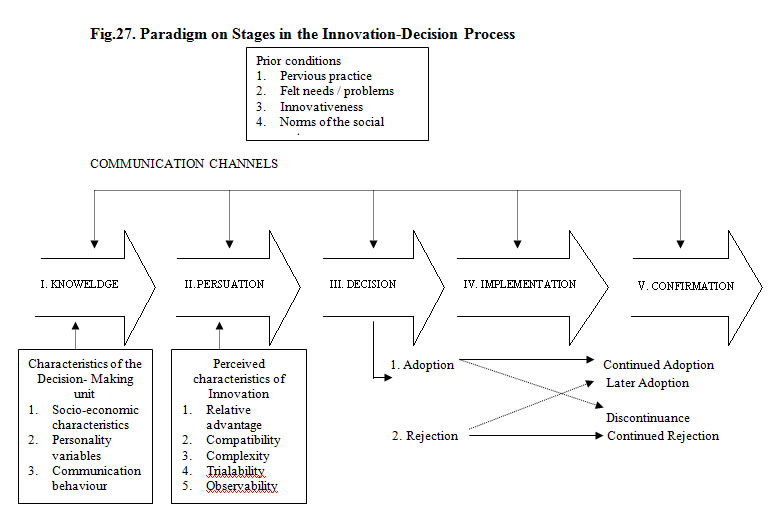 Fig.27. Paradigm on Stages in the Innovation-Decision Process
Prior conditions
1. Pervious practice
2. Felt needs / problems
3. Innovativeness
4. Norms of the social
COMMUNICATION CHANNELS
I. KNOWELDGE
II.PERSUATION
III. DECISION
IV. IMPLEMENTATION
V. CONFIRMATION
Characteristics of the
Decision- Making
unit
1. Socio-economic
characteristics
2. Personality
variables
3. Communication
behaviour
Perceived
characteristics of
Innovation
1. Relative
advantage
2. Compatibility
3. Complexity
4. Trialability
5. Observability
1. Adoption
2. Rejection
Continued Adoption
Later Adoption
Discontinuance
Continued Rejection